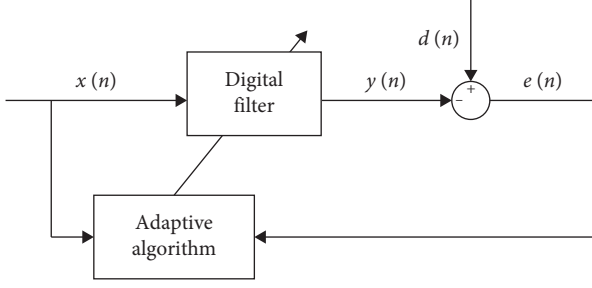 d (n)
x (n)
Digital
filter
y (n)
+
–
e (n)
Adaptive
algorithm